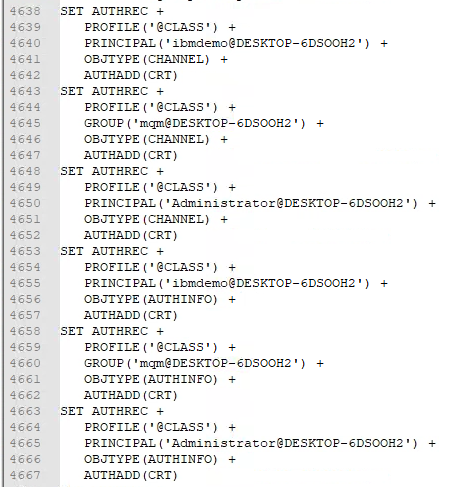 4638 SET AUTHREC +
4639 PROFILE('@CLASS') +
4640 PRINCIPAL('ibmdemo@DESKTOP-6DSOOH2') +
4641 OBJTYPE(CHANNEL) +
4642 AUTHADD(CRT)
4643 SET AUTHREC +
4644 PROFILE('@CLASS') +
4645 GROUP('mqm@DESKTOP-6DSOOH2') +
4646 OBJTYPE(CHANNEL) +
4647 AUTHADD(CRT)
4648 SET AUTHREC +
4649 PROFILE('@CLASS') +
4650 PRINCIPAL('Administrator@DESKTOP-6DSOOH2') +
4651 OBJTYPE(CHANNEL) +
4652 AUTHADD(CRT)
4653 SET AUTHREC +
4654 PROFILE('@CLASS') +
4655 PRINCIPAL('ibmdemo@DESKTOP-6DSOOH2') +
4656 OBJTYPE(AUTHINFO) +
4657 AUTHADD(CRT)
4658 SET AUTHREC +
4659 PROFILE('@CLASS') +
4660 GROUP('mqm@DESKTOP-6DSOOH2') +
4661 OBJTYPE(AUTHINFO) +
4662 AUTHADD(CRT)
4663 SET AUTHREC +
4664 PROFILE('@CLASS') +
4665 PRINCIPAL('Administrator@DESKTOP-6DSOOH2') +
4666 OBJTYPE(AUTHINFO) +
4667 AUTHADD(CRT)